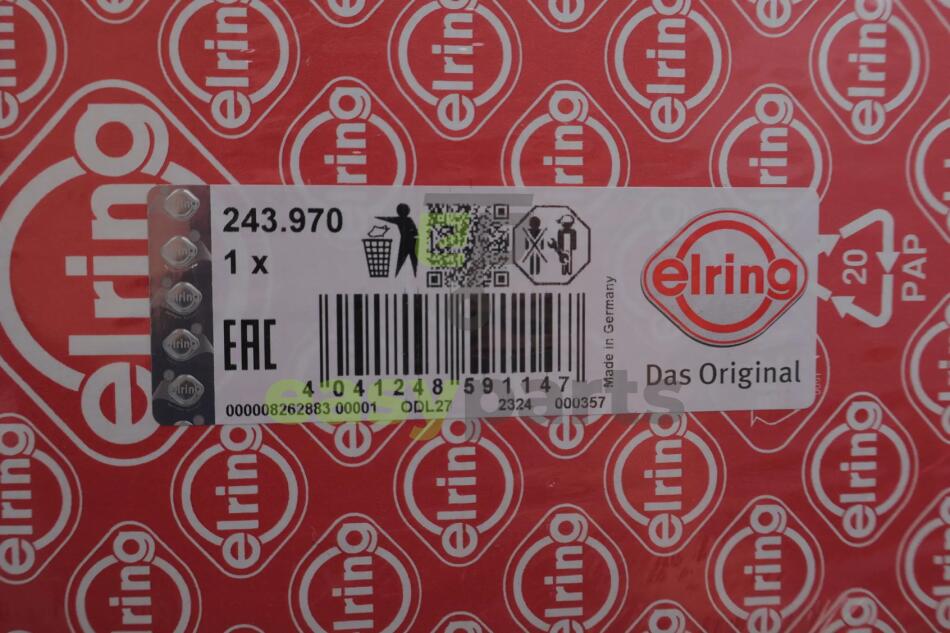 243.970
1 x
EAC
elring
Das Original
Made in Germany
4 041248 591147
000008262883 00001 ODL27 2324 000357
easyparts
20
PAP
elring